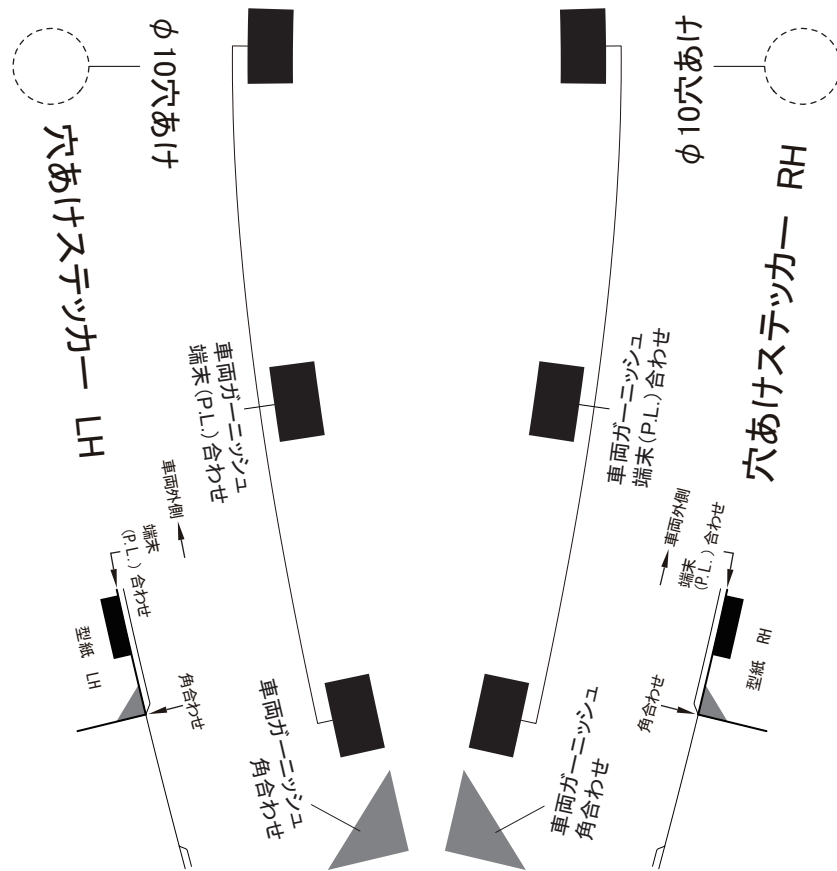 φ10穴あけ
穴あけステッカー LH
車両ガーニッシュ
端末(P.L.)合わせ
車両外側
端末
(P.L.)合わせ
型紙 LH
角合わせ
車両ガーニッシュ
角合わせ
φ10穴あけ
穴あけステッカー RH
車両ガーニッシュ
端末(P.L.)合わせ
車両外側
端末
(P.L.)合わせ
型紙 RH
角合わせ
車両ガーニッシュ
角合わせ